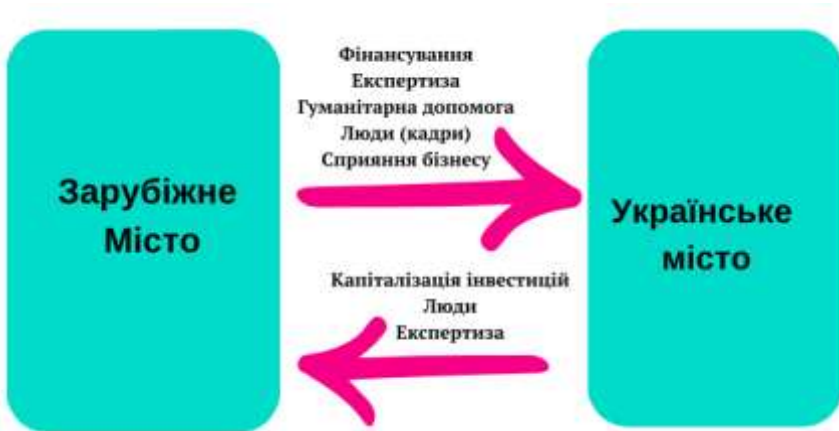 Фінансування
Експертиза
Гуманітарна допомога
Люди (кадри)
Сприяння бізнесу
Зарубіжне
Місто
Українське
місто
Капіталізація інвестицій
Люди
Експертиза